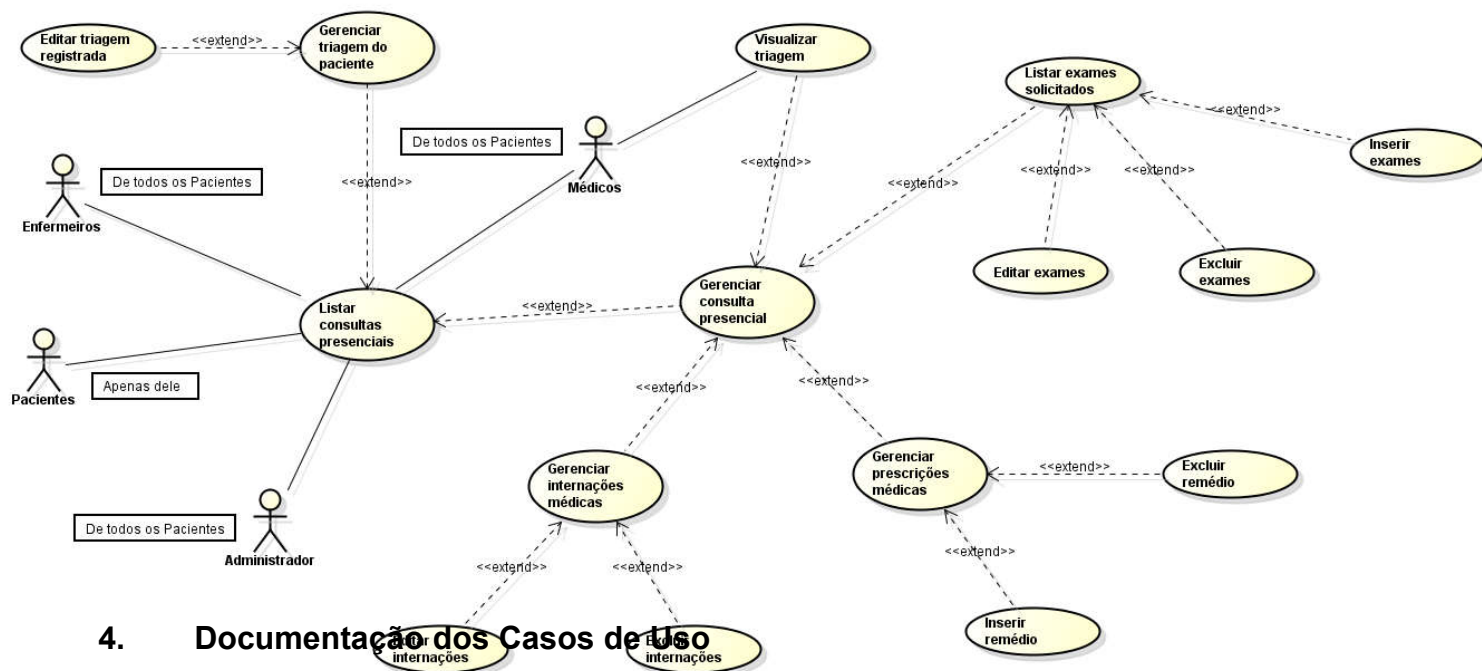 Editar triagem
registrada
<<extend>>
Gerenciar
triagem do
paciente
Visualizar
triagem
<<extend>>
Listar exames
solicitados
<<extend>>
Inserir
exames
De todos os Pacientes
Médicos
De todos os Pacientes
Enfermeiros
<<extend>>
<<extend>>
<<extend>>
<<extend>>
<<extend>>
Editar exames
Excluir
exames
Listar
consultas
presenciais
<<extend>>
Gerenciar
consulta
presencial
Pacientes
Apenas dele
<<extend>>
<<extend>>
Gerenciar
internações
médicas
Gerenciar
prescrições
médicas
<<extend>>
Excluir
remédio
De todos os Pacientes
Administrador
<<extend>>
<<extend>>
<<extend>>
Inserir
remédio
4. Documentação dos Casos de Uso
Editar
internações
Excluir
internações